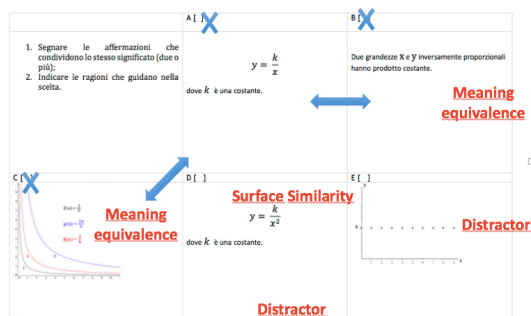 A [ ]
B [ ]
1. Segnare le affermazioni che
condividono lo stesso significato (due o
più);
2. Indicare le ragioni che guidano nella
scelta.
y = k/x
dove k è una costante.
Due grandezze x e y inversamente proporzionali
hanno prodotto costante.
Meaning
equivalence
C [ ]
D [ ]
E [ ]
Meaning
equivalence
Surface Similarity
y = k/x²
dove k è una costante.
Distractor
Distractor